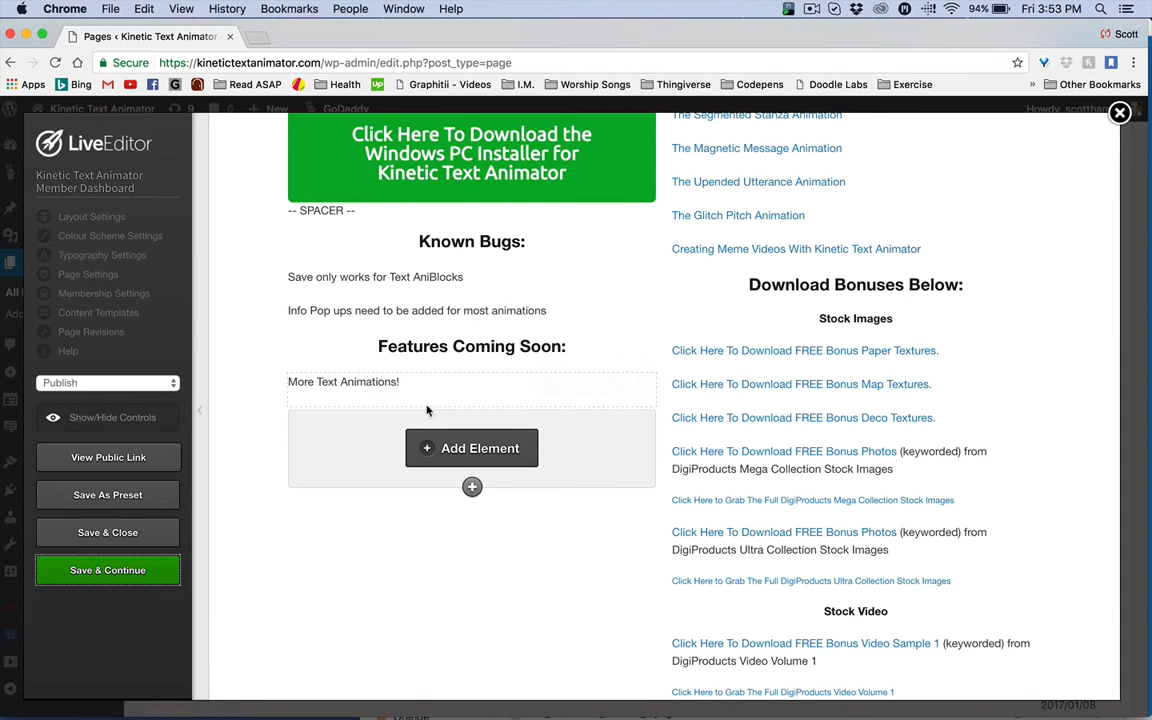 Chrome File Edit View History Bookmarks People Window Help 94% Fri 3:53 PM
Pages ‹ Kinetic Text Animator Scott
Secure https://kinetictextanimator.com/wp-admin/edit.php?post_type=page
Apps Bing Gmail YouTube Facebook Read ASAP Health Graphitii - Videos I.M. Worship Songs Thingiverse Codepens Doodle Labs Exercise » Other Bookmarks
Kinetic Text Animator 9 New GoDaddy Howdy,
LiveEditor
Kinetic Text Animator
Member Dashboard
Layout Settings
Colour Scheme Settings
Typography Settings
Page Settings
Membership Settings
Content Templates
Page Revisions
Help
Publish
Show/Hide Controls
View Public Link
Save As Preset
Save & Close
Save & Continue
Click Here To Download the
Windows PC Installer for
Kinetic Text Animator
-- SPACER --
Known Bugs:
Save only works for Text AniBlocks
Info Pop ups need to be added for most animations
Features Coming Soon:
More Text Animations!
+ Add Element
The Segmented Stanza Animation
The Magnetic Message Animation
The Upended Utterance Animation
The Glitch Pitch Animation
Creating Meme Videos With Kinetic Text Animator
Download Bonuses Below:
Stock Images
Click Here To Download FREE Bonus Paper Textures.
Click Here To Download FREE Bonus Map Textures.
Click Here To Download FREE Bonus Deco Textures.
Click Here To Download FREE Bonus Photos (keyworded) from
DigiProducts Mega Collection Stock Images
Click Here to Grab The Full DigiProducts Mega Collection Stock Images
Click Here To Download FREE Bonus Photos (keyworded) from
DigiProducts Ultra Collection Stock Images
Click Here to Grab The Full DigiProducts Ultra Collection Stock Images
Stock Video
Click Here To Download FREE Bonus Video Sample 1 (keyworded) from
DigiProducts Video Volume 1
Click Here to Grab The Full DigiProducts Video Volume 1
2017/01/08